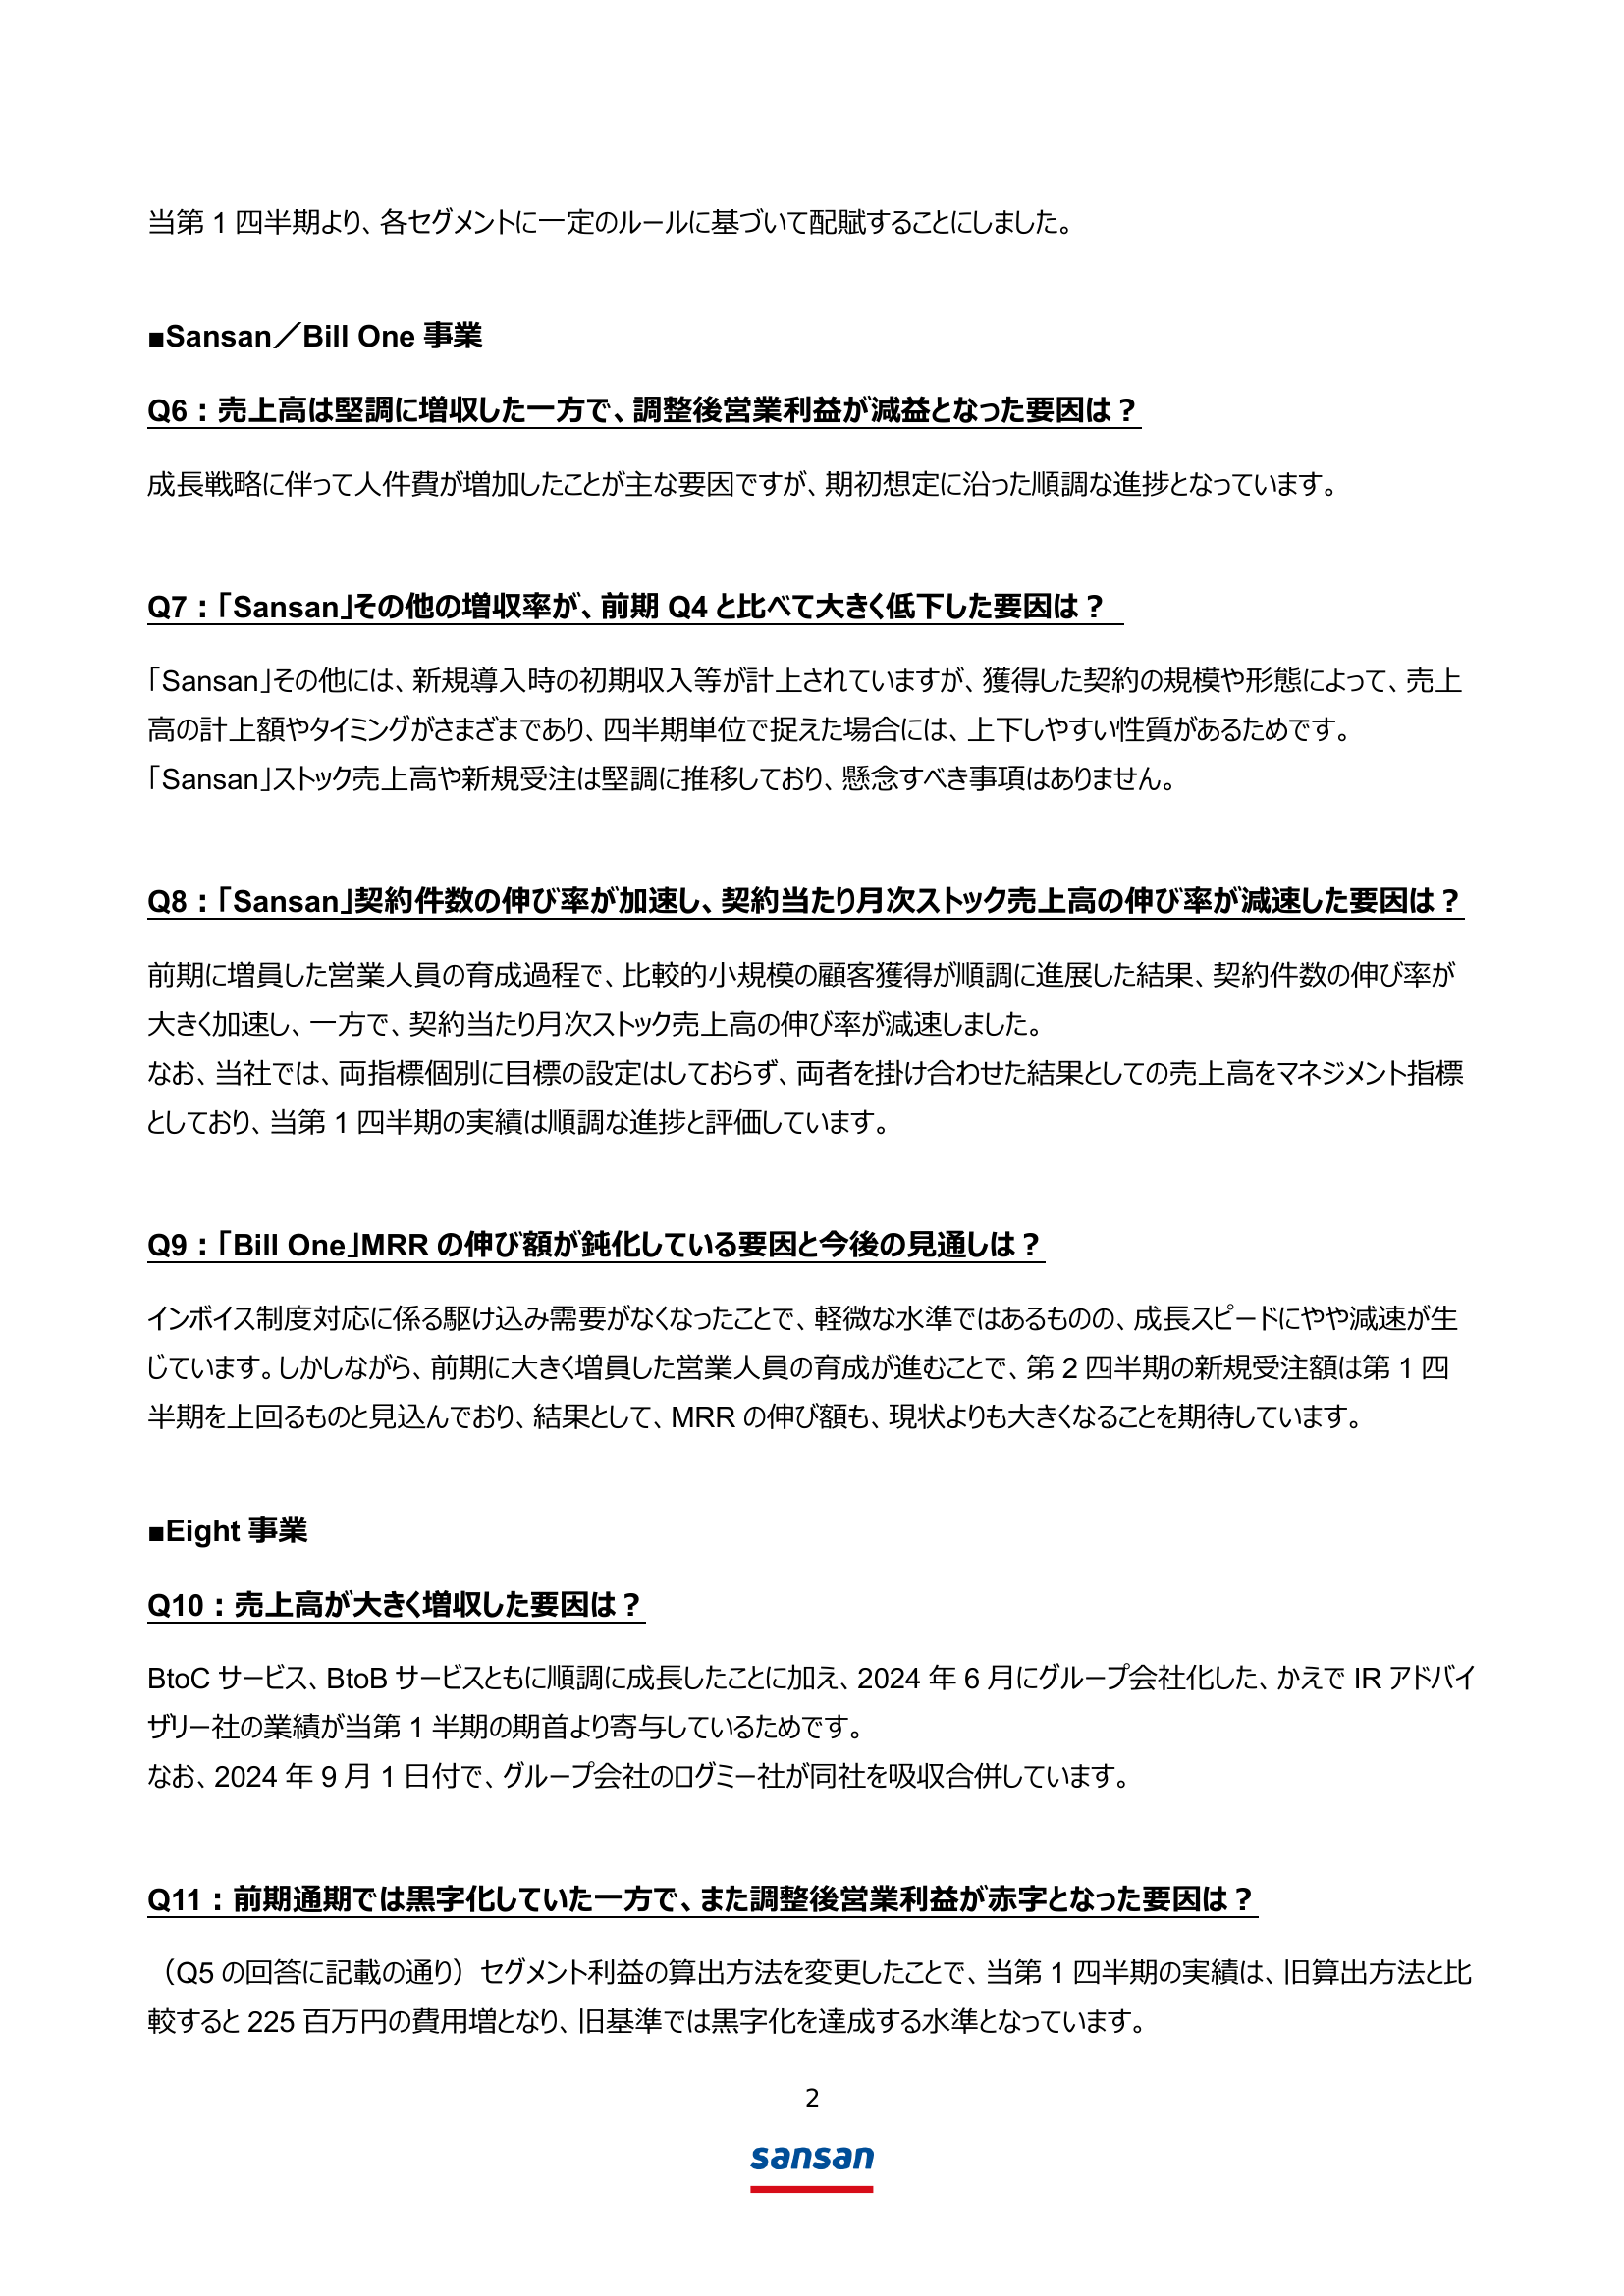 当第 1 四半期より、各セグメントに一定のルールに基づいて配賦することにしました。
■Sansan／Bill One 事業
Q6：売上高は堅調に増収した一方で、調整後営業利益が減益となった要因は？
成長戦略に伴って人件費が増加したことが主な要因ですが、期初想定に沿った順調な進捗となっています。
Q7：「Sansan」その他の増収率が、前期 Q4 と比べて大きく低下した要因は？
「Sansan」その他には、新規導入時の初期収入等が計上されていますが、獲得した契約の規模や形態によって、売上
高の計上額やタイミングがさまざまであり、四半期単位で捉えた場合には、上下しやすい性質があるためです。
「Sansan」ストック売上高や新規受注は堅調に推移しており、懸念すべき事項はありません。
Q8：「Sansan」契約件数の伸び率が加速し、契約当たり月次ストック売上高の伸び率が減速した要因は？
前期に増員した営業人員の育成過程で、比較的小規模の顧客獲得が順調に進展した結果、契約件数の伸び率が
大きく加速し、一方で、契約当たり月次ストック売上高の伸び率が減速しました。
なお、当社では、両指標個別に目標の設定はしておらず、両者を掛け合わせた結果としての売上高をマネジメント指標
としており、当第 1 四半期の実績は順調な進捗と評価しています。
Q9：「Bill One」MRR の伸び額が鈍化している要因と今後の見通しは？
インボイス制度対応に係る駆け込み需要がなくなったことで、軽微な水準ではあるものの、成長スピードにやや減速が生
じています。しかしながら、前期に大きく増員した営業人員の育成が進むことで、第 2 四半期の新規受注額は第 1 四
半期を上回るものと見込んでおり、結果として、MRR の伸び額も、現状よりも大きくなることを期待しています。
■Eight 事業
Q10：売上高が大きく増収した要因は？
BtoC サービス、BtoB サービスともに順調に成長したことに加え、2024 年 6 月にグループ会社化した、かえで IR アドバイ
ザリー社の業績が当第 1 半期の期首より寄与しているためです。
なお、2024 年 9 月 1 日付で、グループ会社のログミー社が同社を吸収合併しています。
Q11：前期通期では黒字化していた一方で、また調整後営業利益が赤字となった要因は？
（Q5 の回答に記載の通り）セグメント利益の算出方法を変更したことで、当第 1 四半期の実績は、旧算出方法と比
較すると 225 百万円の費用増となり、旧基準では黒字化を達成する水準となっています。
2
sansan